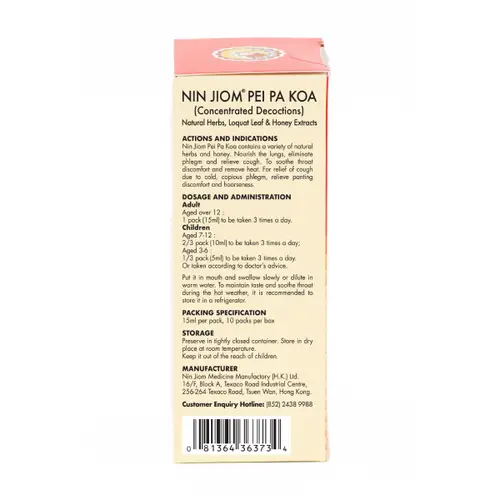 NIN JIOM® PEI PA KOA
(Concentrated Decoctions)
Natural Herbs, Loquat Leaf & Honey Extracts
ACTIONS AND INDICATIONS
Nin Jiom Pei Pa Koa contains a variety of natural
herbs and honey. Nourish the lungs, eliminate
phlegm and relieve cough. To soothe throat
discomfort and remove heat. For relief of cough
due to cold, copious phlegm, relieve panting
discomfort and hoarseness.
DOSAGE AND ADMINISTRATION
Adult
Aged over 12 :
1 pack (15ml) to be taken 3 times a day.
Children
Aged 7-12 :
2/3 pack (10ml) to be taken 3 times a day;
Aged 3-6 :
1/3 pack (5ml) to be taken 3 times a day;
Or taken according to doctor's advice.
Put it in mouth and swallow slowly or dilute in
warm water. To maintain taste and soothe throat
during the hot weather, it is recommended to
store it in a refrigerator.
PACKING SPECIFICATION
15ml per pack, 10 packs per box
STORAGE
Preserve in tightly closed container. Store in dry
place at room temperature.
Keep it out of the reach of children.
MANUFACTURER
Nin Jiom Medicine Manufactory (H.K.) Ltd.
16/F, Block A, Texaco Road Industrial Centre,
256-264 Texaco Road, Tsuen Wan, Hong Kong.
Customer Enquiry Hotline: (852) 2438 9988
0 81364 36373 4